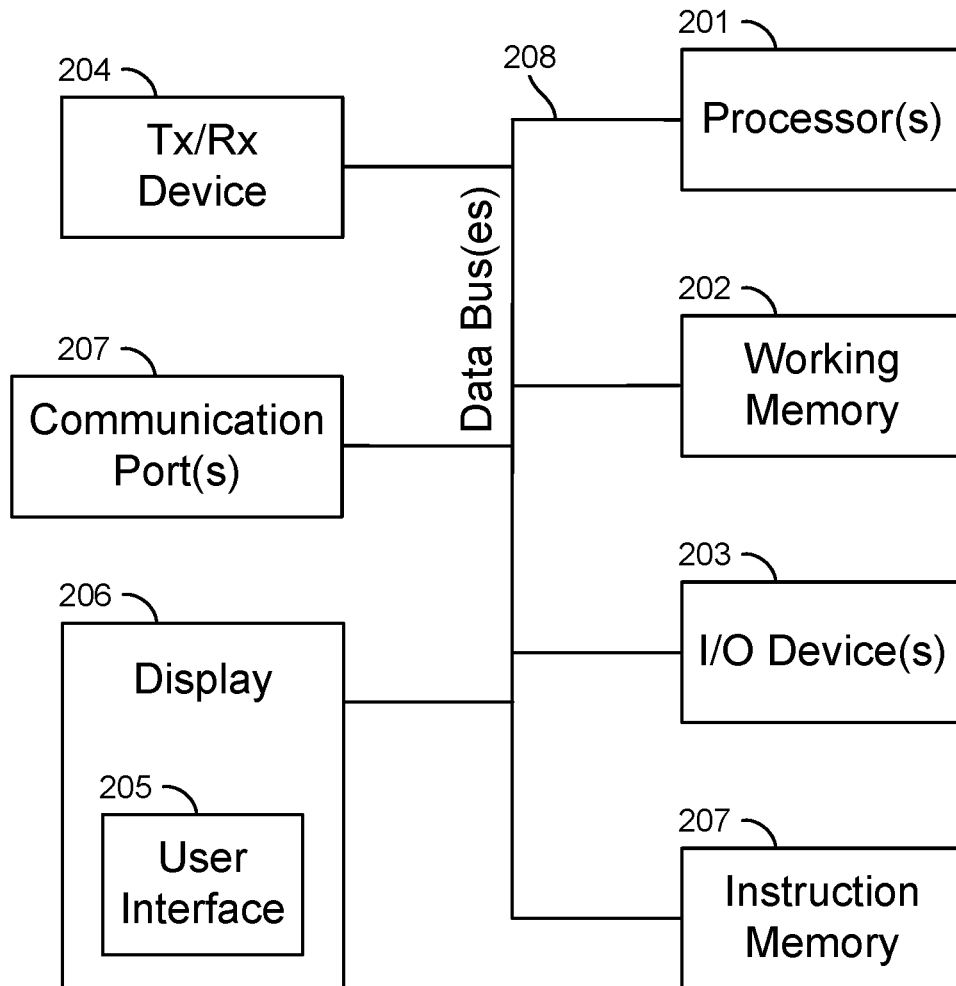 204
Tx/Rx
Device
207
Communication
Port(s)
206
Display
205
User
Interface
208
Data Bus(es)
201
Processor(s)
202
Working
Memory
203
I/O Device(s)
207
Instruction
Memory